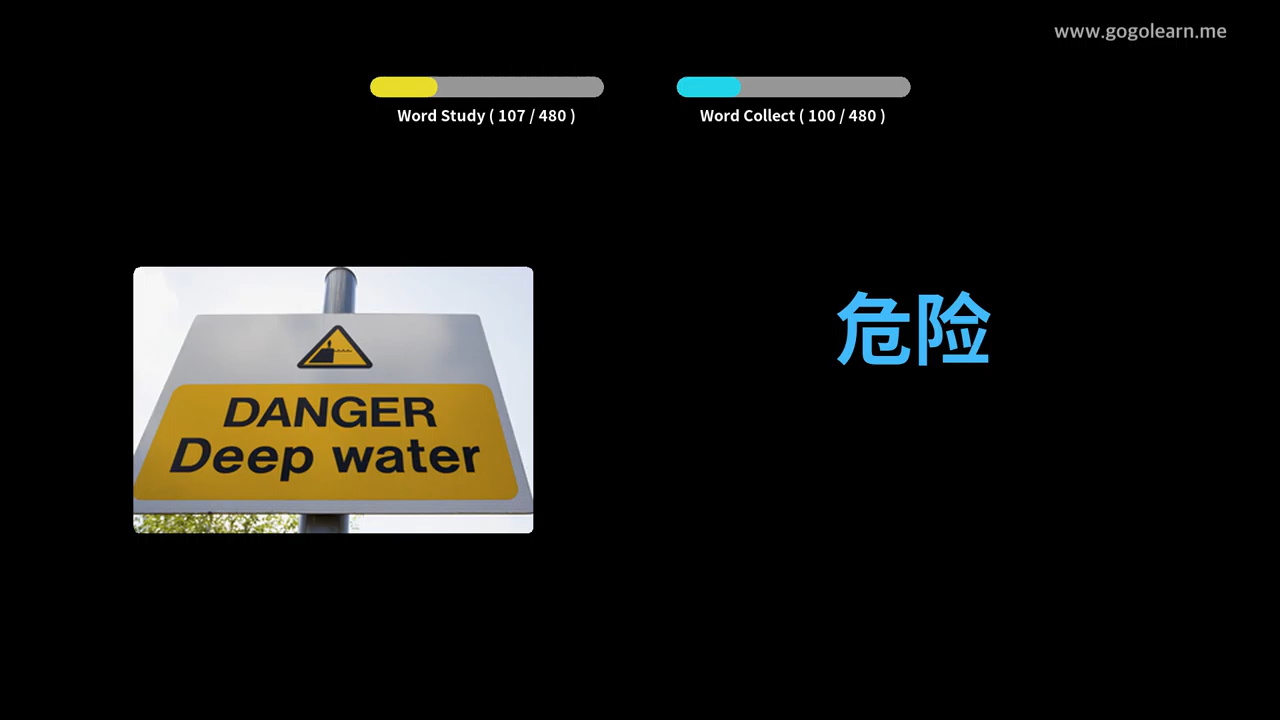 www.gogolearn.me
Word Study ( 107 / 480 )
Word Collect ( 100 / 480 )
DANGER
Deep water
危险